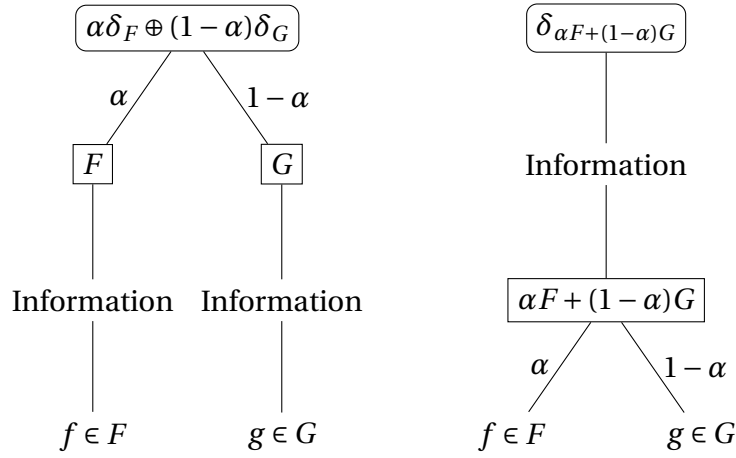 αδ_F ⊕ (1 − α)δ_G
α
1 − α
F
G
Information
Information
f ∈ F
g ∈ G
δ_{αF+(1−α)G}
Information
αF + (1 − α)G
α
1 − α
f ∈ F
g ∈ G